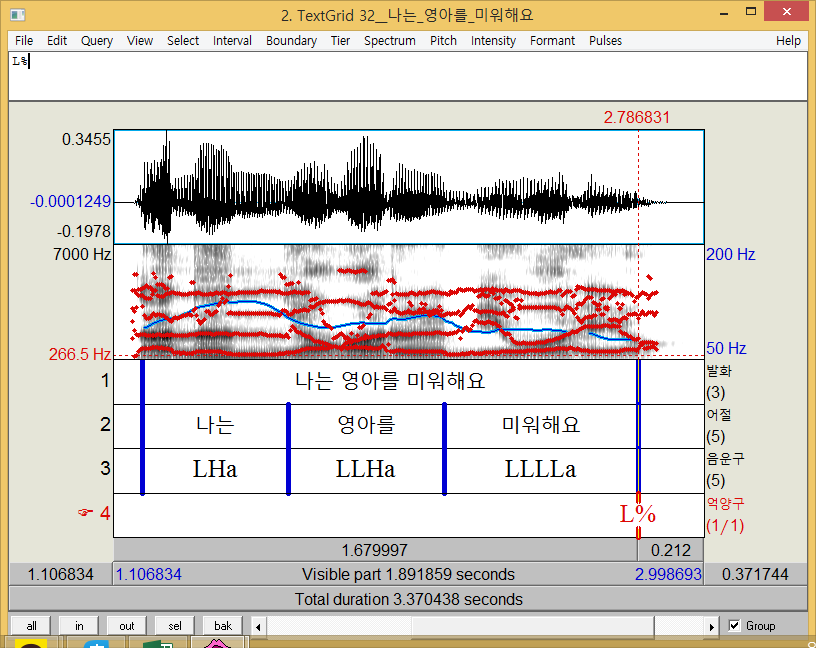 2. TextGrid 32__나는_영아를_미워해요
File Edit Query View Select Interval Boundary Tier Spectrum Pitch Intensity Formant Pulses Help
L%
2.786831
0.3455
-0.0001249
-0.1978
7000 Hz 200 Hz
266.5 Hz 50 Hz
1 나는 영아를 미워해요 발화
(3)
2 나는 영아를 미워해요 어절
(5)
3 LHa LLHa LLLLa 음운구
(5)
4 L% 억양구
(1/1)
1.679997 0.212
1.106834 1.106834 Visible part 1.891859 seconds 2.998693 0.371744
Total duration 3.370438 seconds
all in out sel bak Group